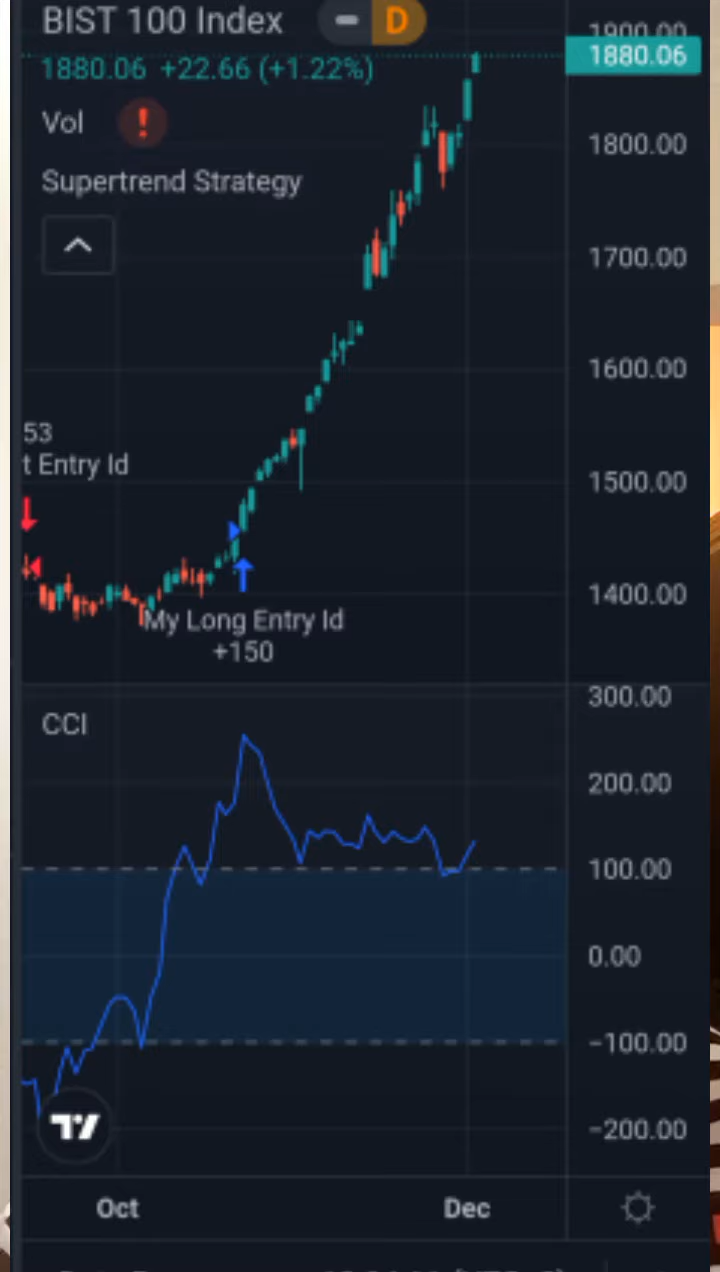 BIST 100 Index
D
1880.06 +22.66 (+1.22%)
Vol
!
Supertrend Strategy
1900.00
1880.06
1800.00
1700.00
1600.00
1500.00
1400.00
53
t Entry Id
My Long Entry Id
+150
CCI
300.00
200.00
100.00
0.00
-100.00
-200.00
Oct
Dec